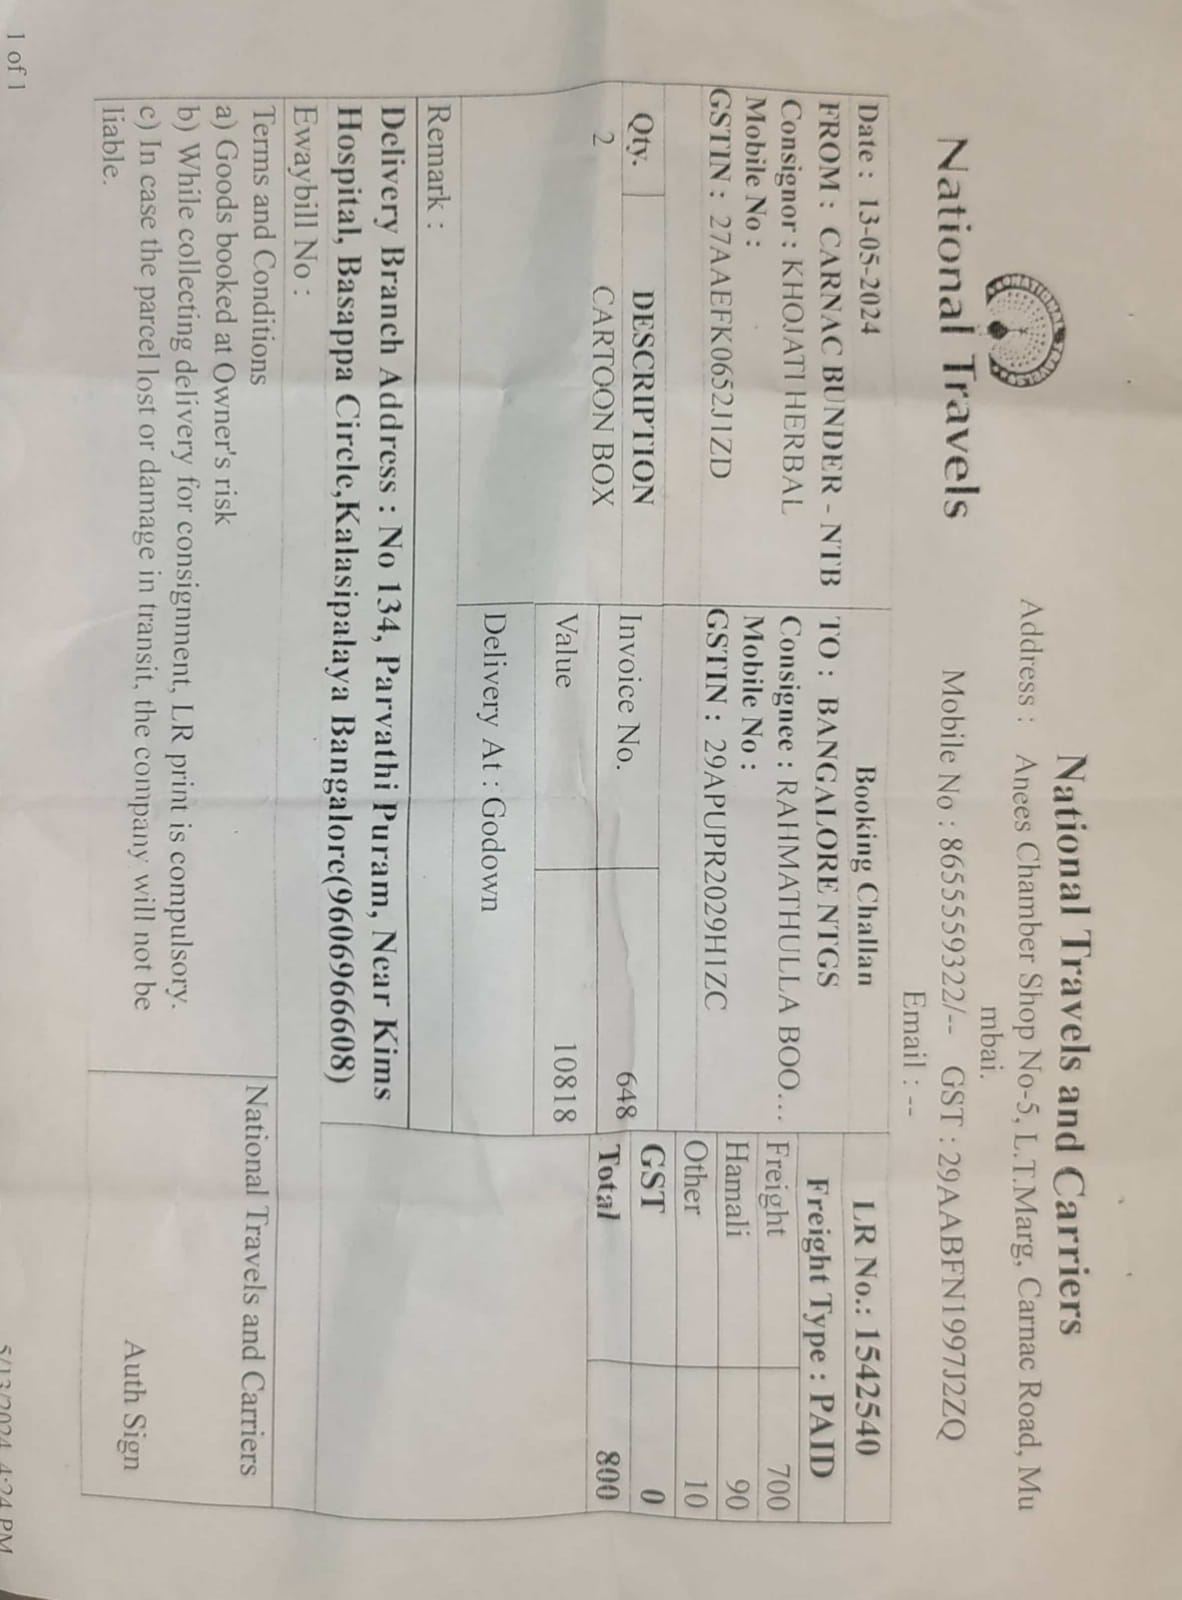 National Travels and Carriers
Address : Anees Chamber Shop No-5, L.T.Marg, Carnac Road, Mu
mbai.
National Travels
Mobile No : 8655559322/-- GST : 29AABFN1997J2ZQ
Email : --
Booking Challan
Date : 13-05-2024
LR No.: 1542540
FROM : CARNAC BUNDER - NTB
TO : BANGALORE NTGS
Freight Type : PAID
Consignor : KHOJATI HERBAL
Consignee : RAHMATHULLA BOO...
Freight 700
Mobile No :
Mobile No :
Hamali 90
GSTIN : 27AAEFK0652J1ZD
GSTIN : 29APUPR2029H1ZC
Other 10
Qty. DESCRIPTION
Invoice No. 648
GST 0
2 CARTOON BOX
Value 10818
Total 800
Delivery At : Godown
Remark :
Delivery Branch Address : No 134, Parvathi Puram, Near Kims
Hospital, Basappa Circle,Kalasipalaya Bangalore(9606966608)
Ewaybill No :
Terms and Conditions
National Travels and Carriers
a) Goods booked at Owner's risk
b) While collecting delivery for consignment, LR print is compulsory.
c) In case the parcel lost or damage in transit, the company will not be
liable.
Auth Sign
1 of 1
5/13/2024, 4:24 PM